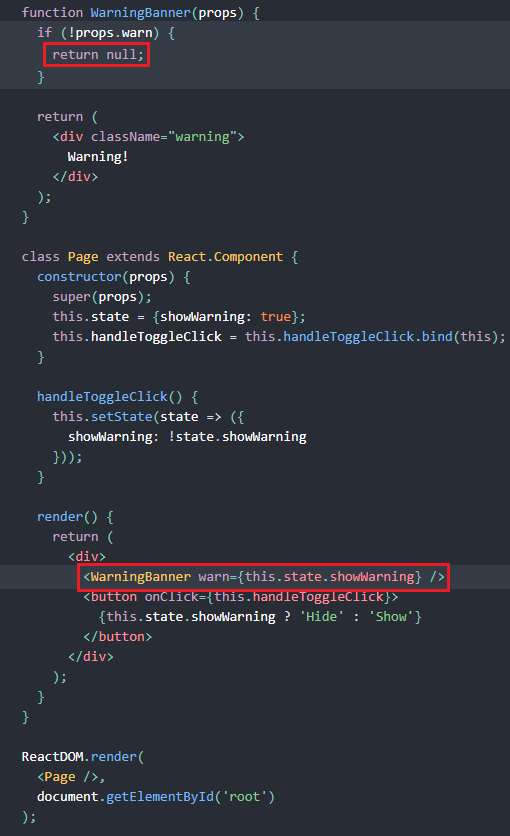 function WarningBanner(props) {
  if (!props.warn) {
    return null;
  }

  return (
    <div className="warning">
      Warning!
    </div>
  );
}

class Page extends React.Component {
  constructor(props) {
    super(props);
    this.state = {showWarning: true};
    this.handleToggleClick = this.handleToggleClick.bind(this);
  }

  handleToggleClick() {
    this.setState(state => ({
      showWarning: !state.showWarning
    }));
  }

  render() {
    return (
      <div>
        <WarningBanner warn={this.state.showWarning} />
        <button onClick={this.handleToggleClick}>
          {this.state.showWarning ? 'Hide' : 'Show'}
        </button>
      </div>
    );
  }
}

ReactDOM.render(
  <Page />,
  document.getElementById('root')
);